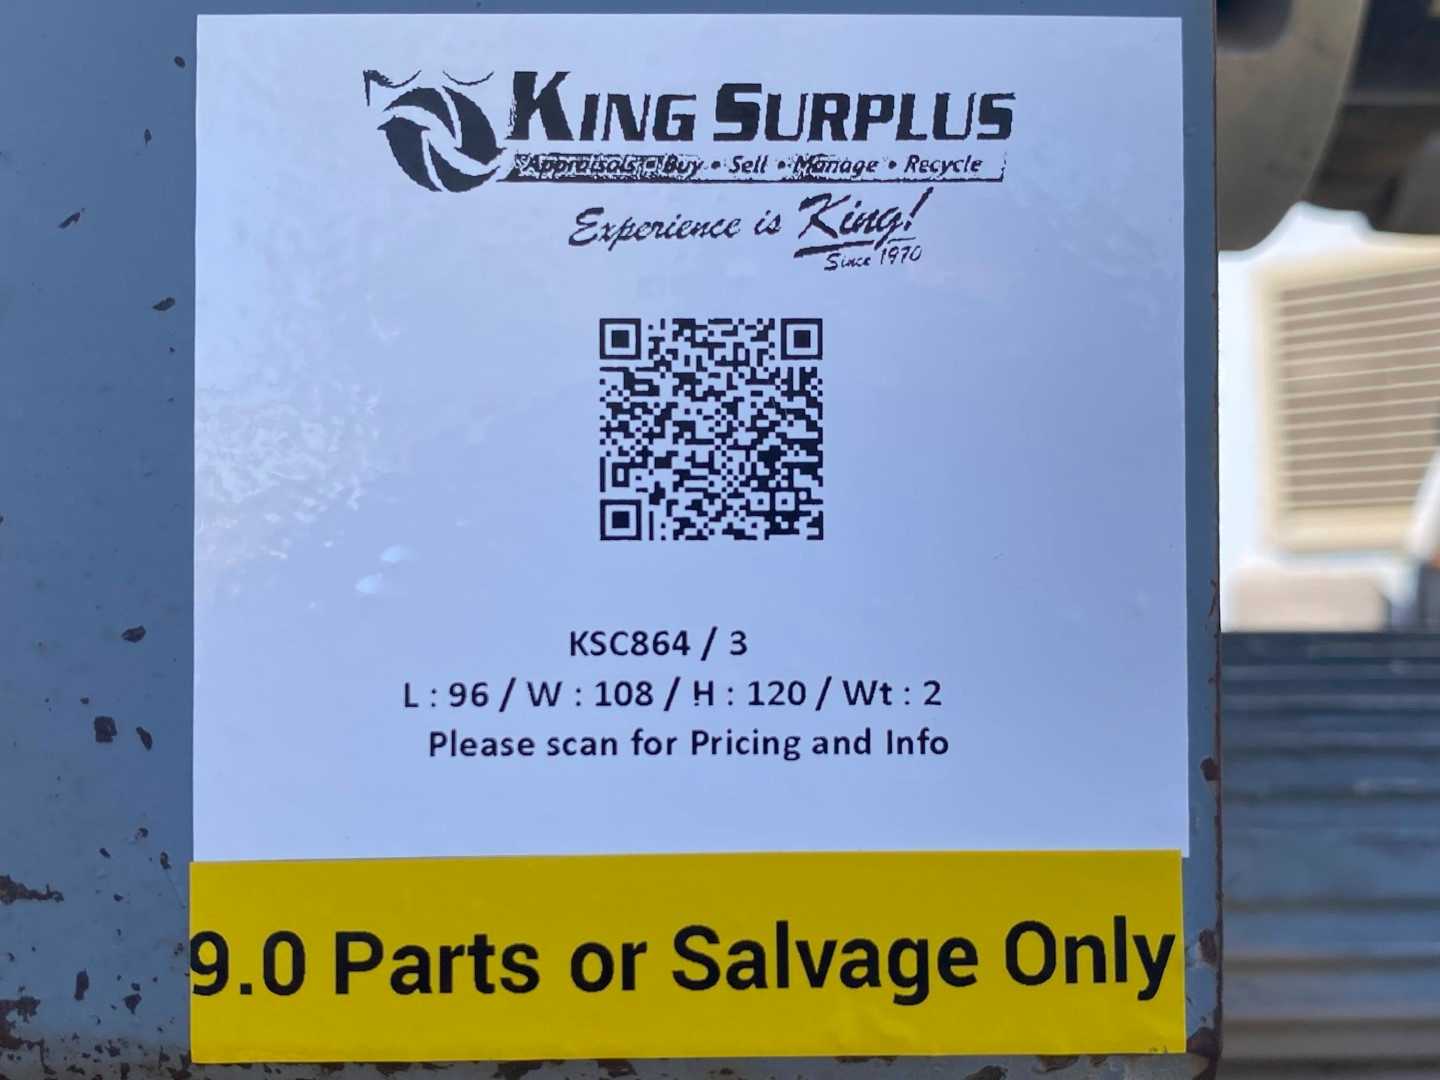 KING SURPLUS
Appraisals • Buy • Sell • Manage • Recycle
Experience is King!
Since 1970
KSC864 / 3
L : 96 / W : 108 / H : 120 / Wt : 2
Please scan for Pricing and Info
9.0 Parts or Salvage Only